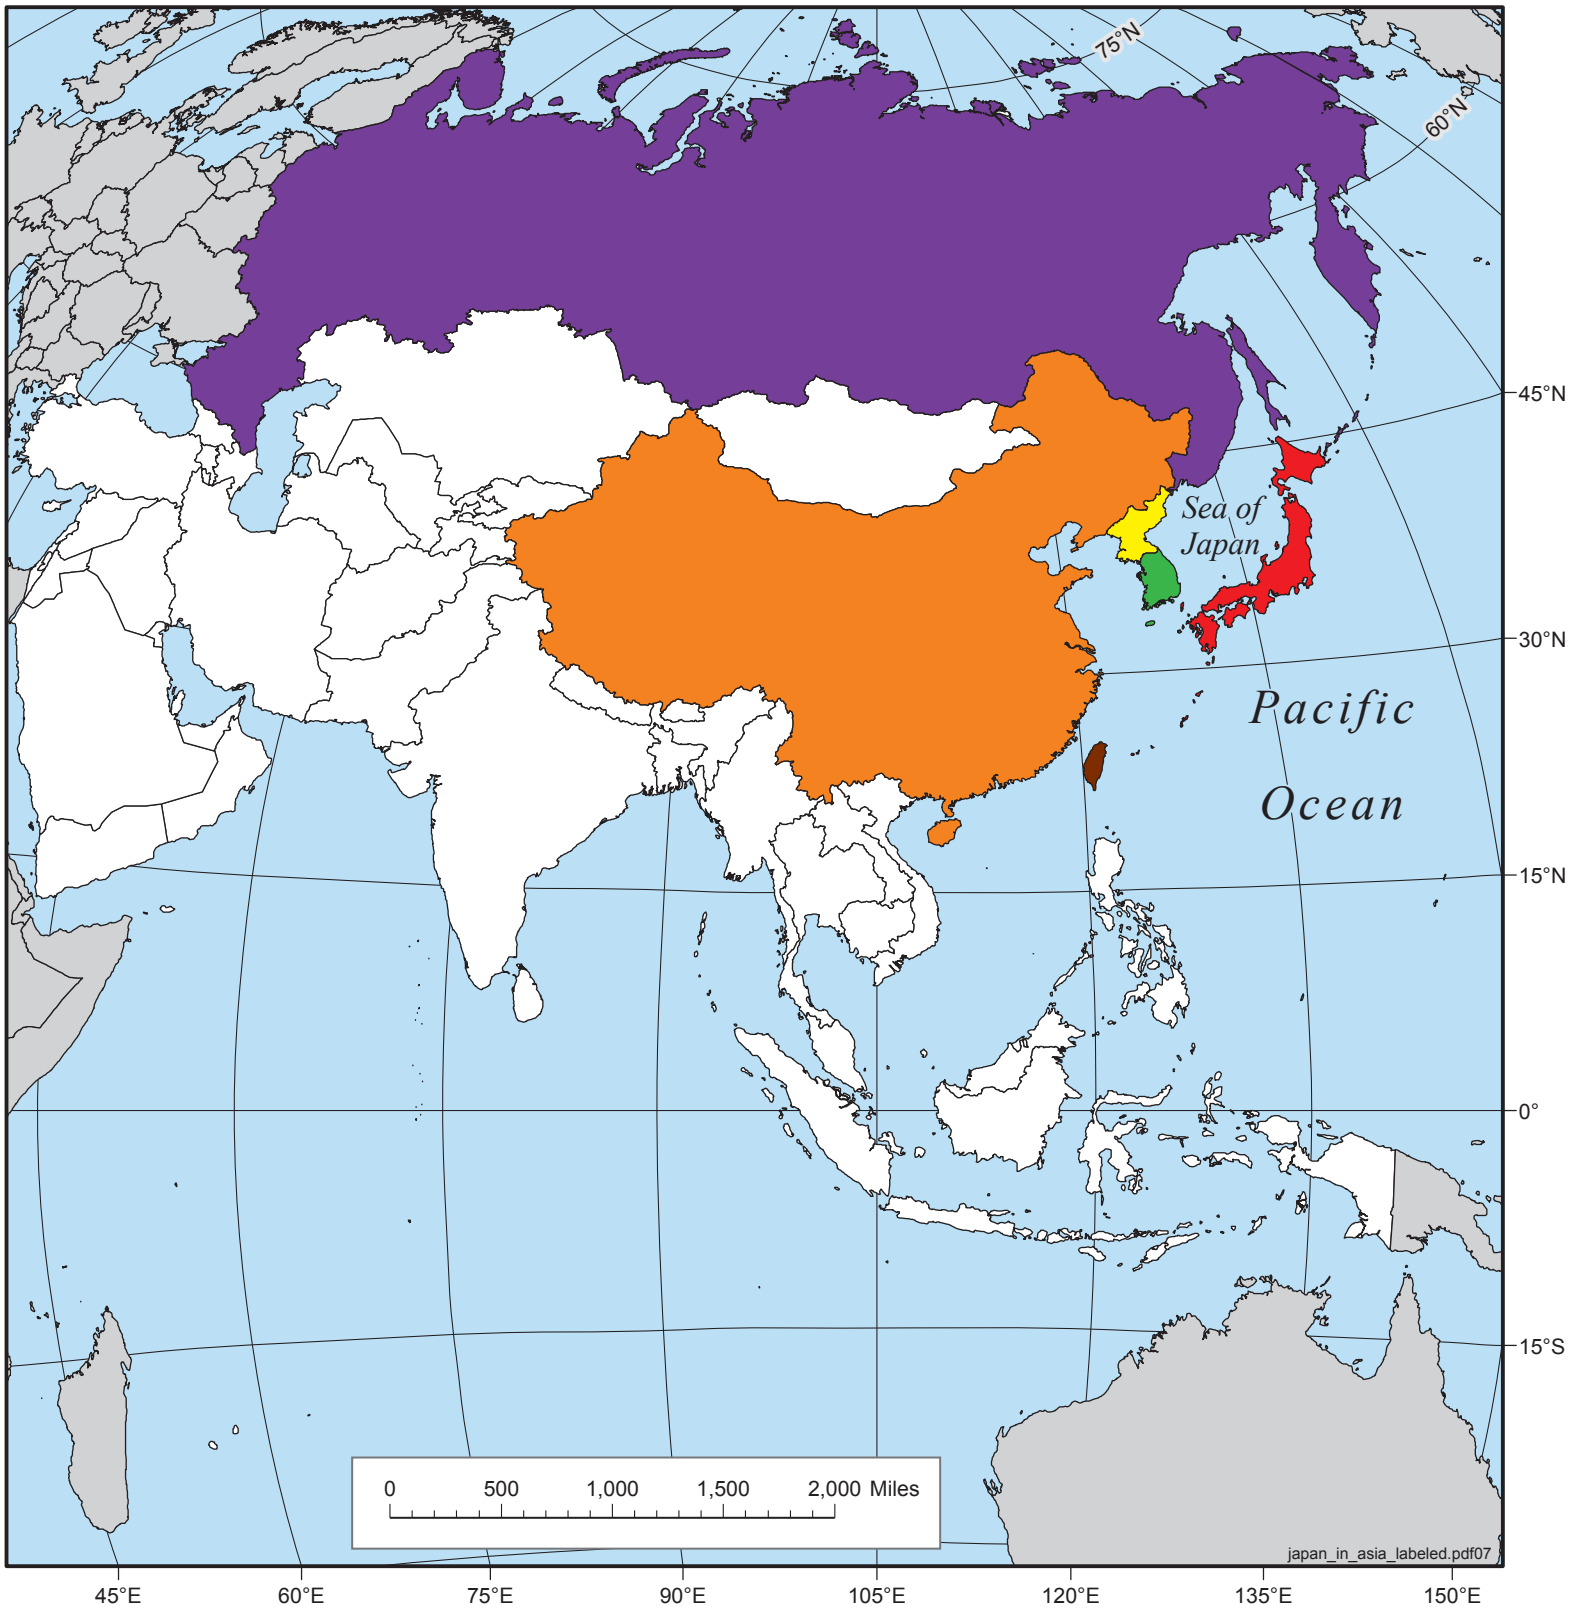 75°N
60°N
45°N
Sea of
Japan
30°N
Pacific
Ocean
15°N
0°
15°S
0 500 1,000 1,500 2,000 Miles
japan_in_asia_labeled.pdf07
45°E 60°E 75°E 90°E 105°E 120°E 135°E 150°E